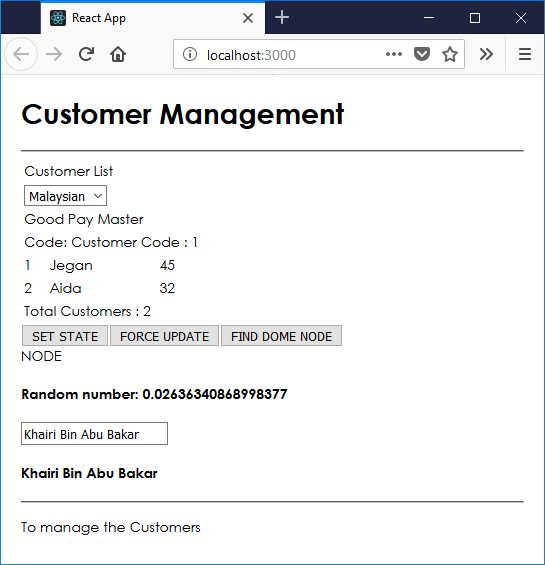 React App
localhost:3000
Customer Management
Customer List
Malaysian
Good Pay Master
Code: Customer Code : 1
1 Jegan 45
2 Aida 32
Total Customers : 2
SET STATE FORCE UPDATE FIND DOME NODE
NODE
Random number: 0.02636340868998377
Khairi Bin Abu Bakar
Khairi Bin Abu Bakar
To manage the Customers